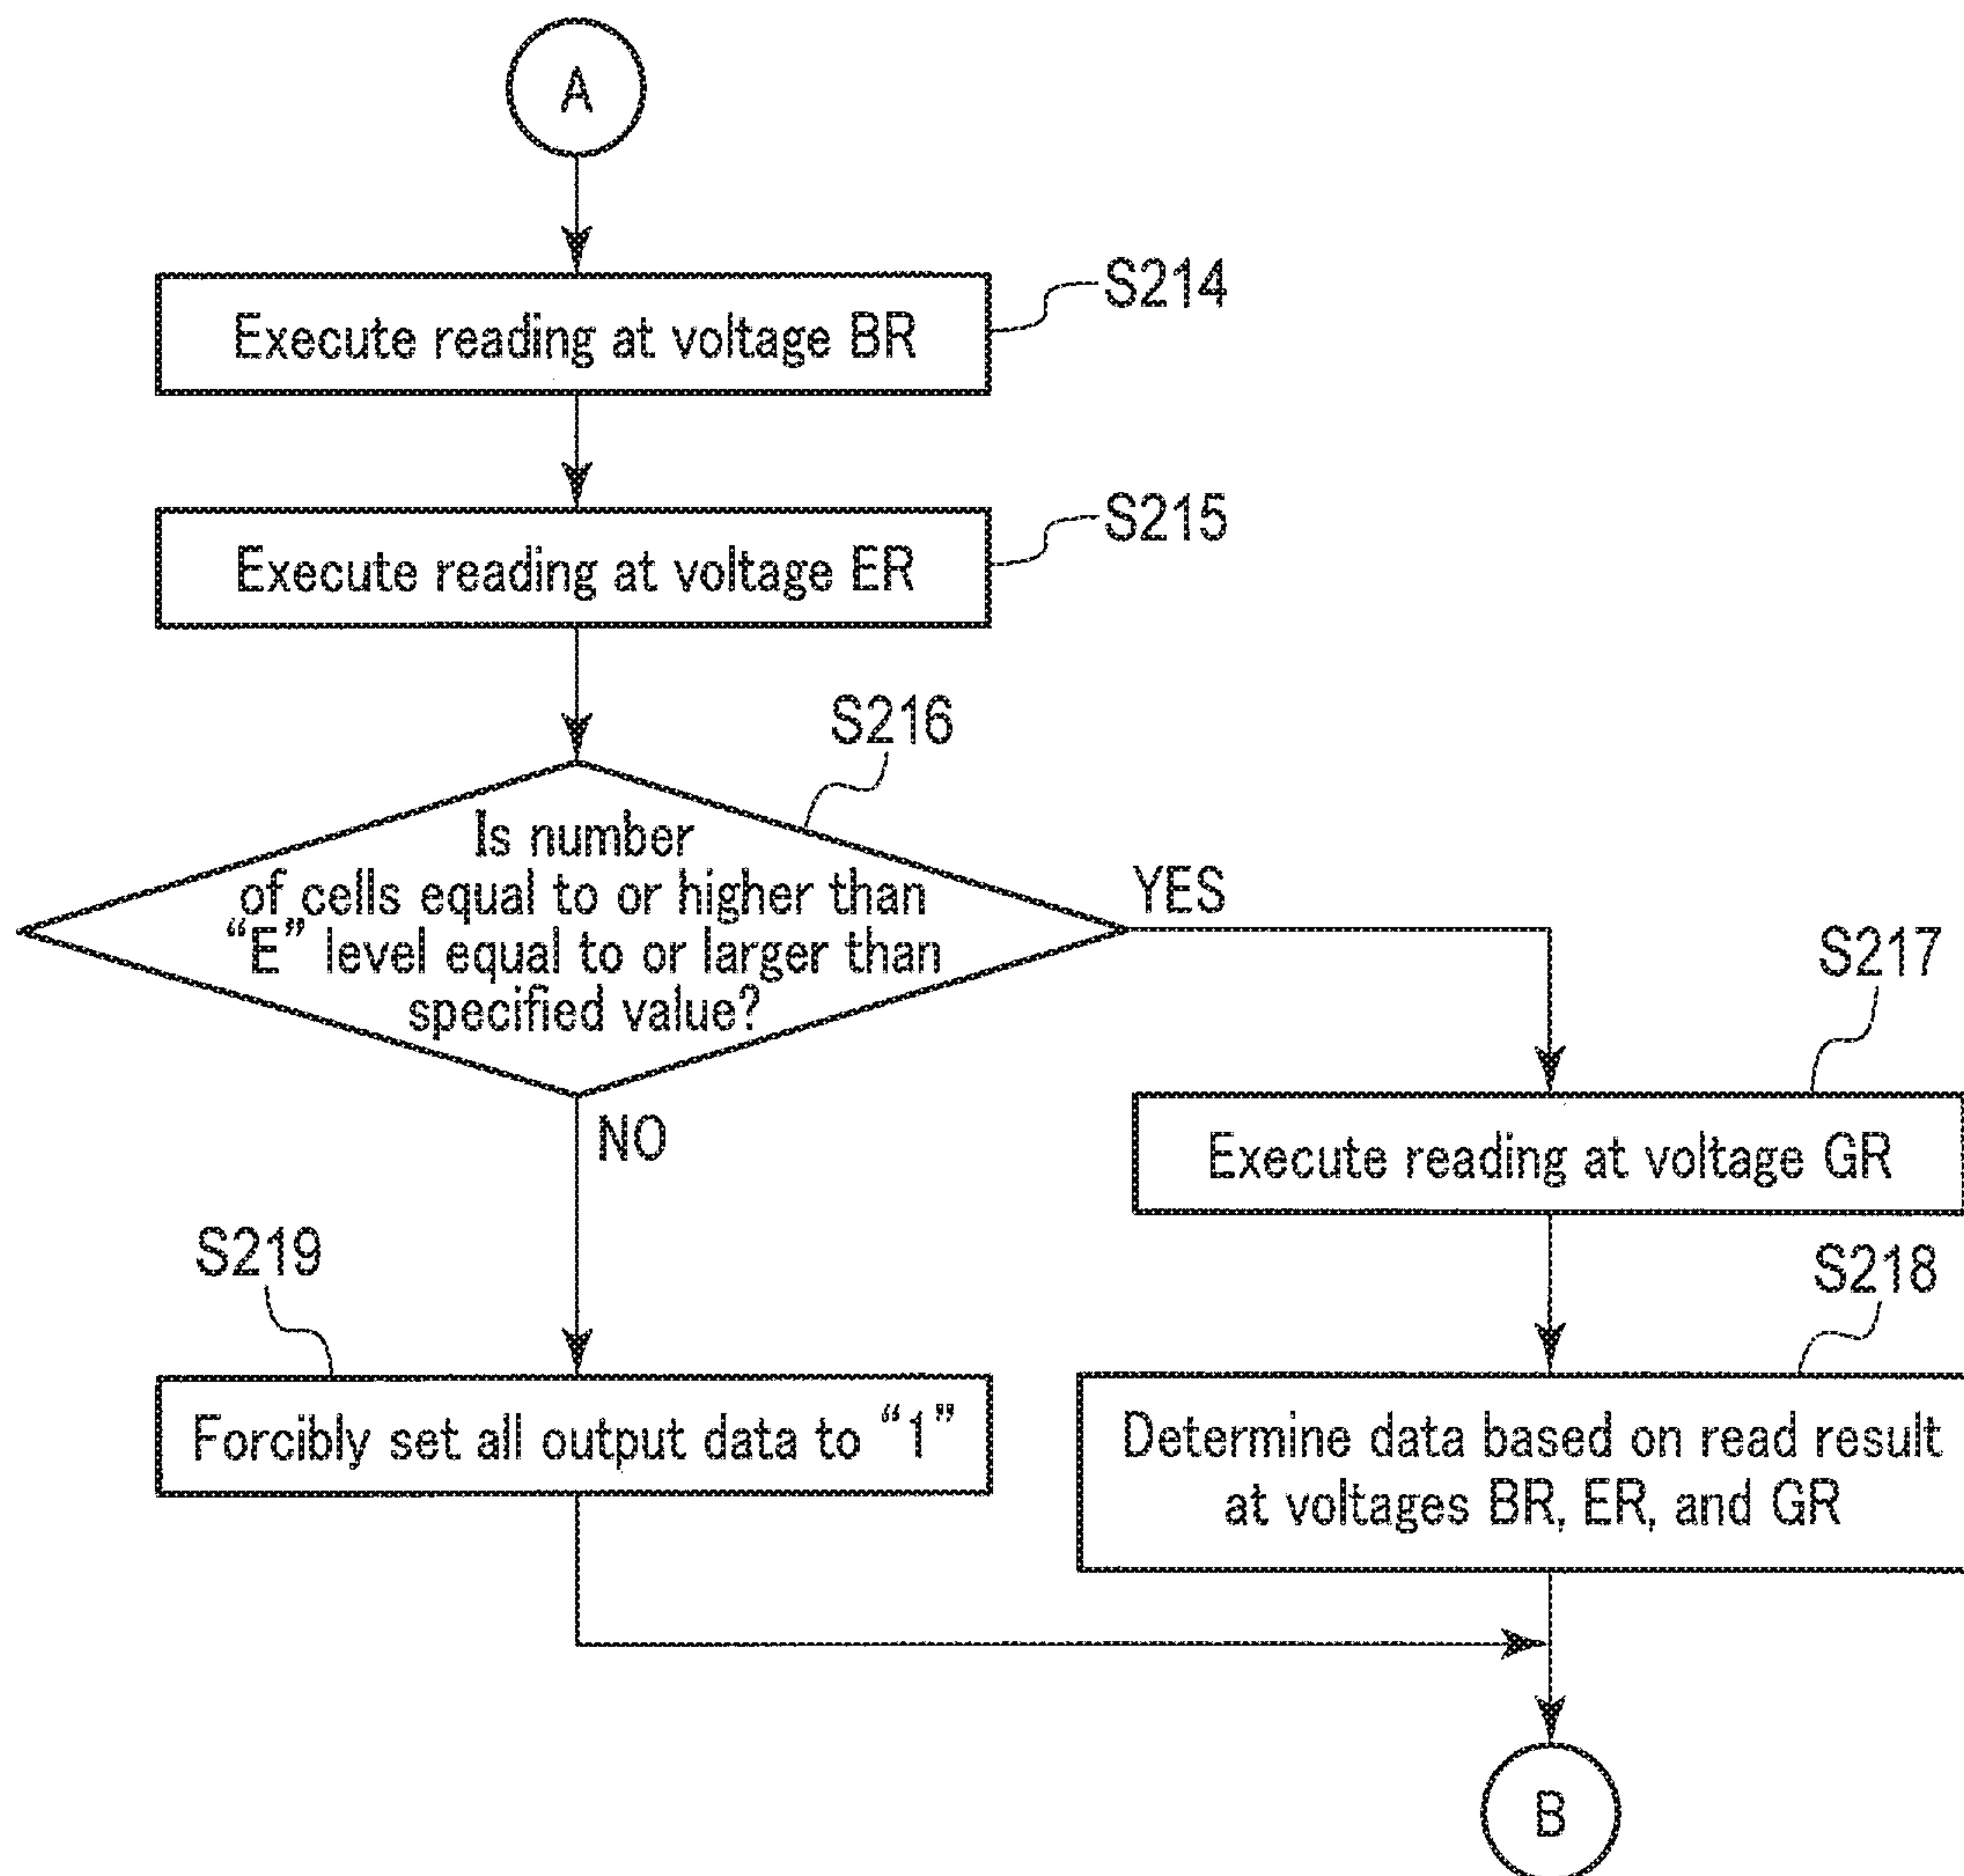 A
S214
Execute reading at voltage BR
S215
Execute reading at voltage ER
S216
Is number
of cells equal to or higher than
“E” level equal to or larger than
specified value?
YES
NO
S217
Execute reading at voltage GR
S218
Determine data based on read result
at voltages BR, ER, and GR
S219
Forcibly set all output data to “1”
B